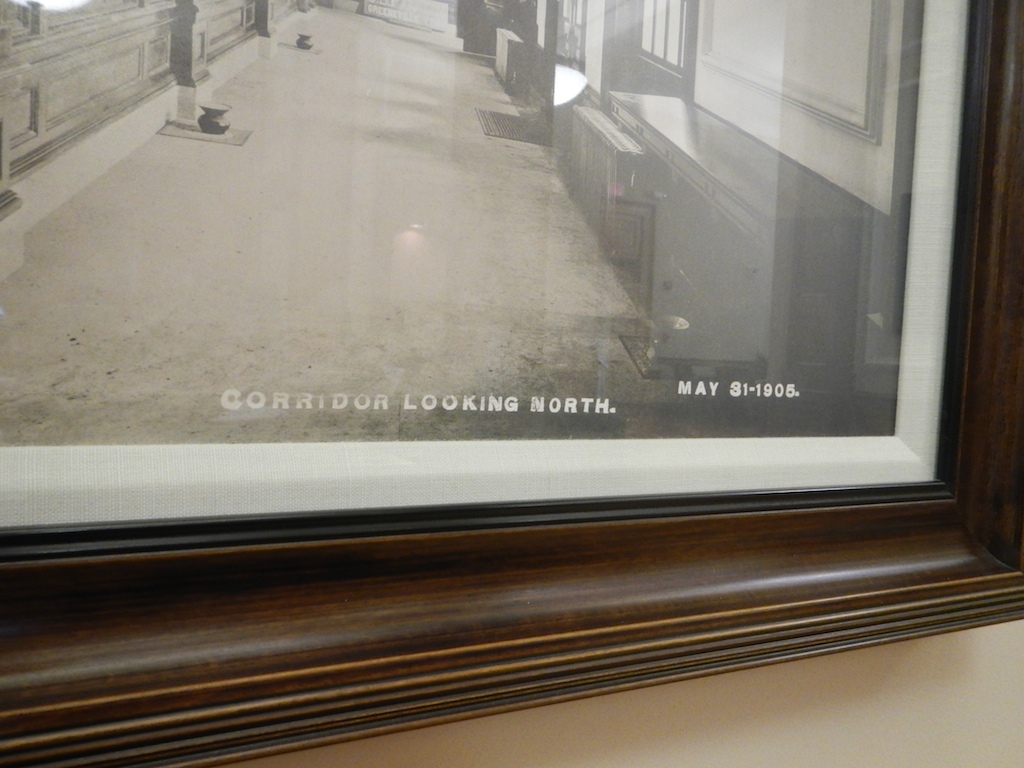 CORRIDOR LOOKING NORTH.
MAY 31-1905.